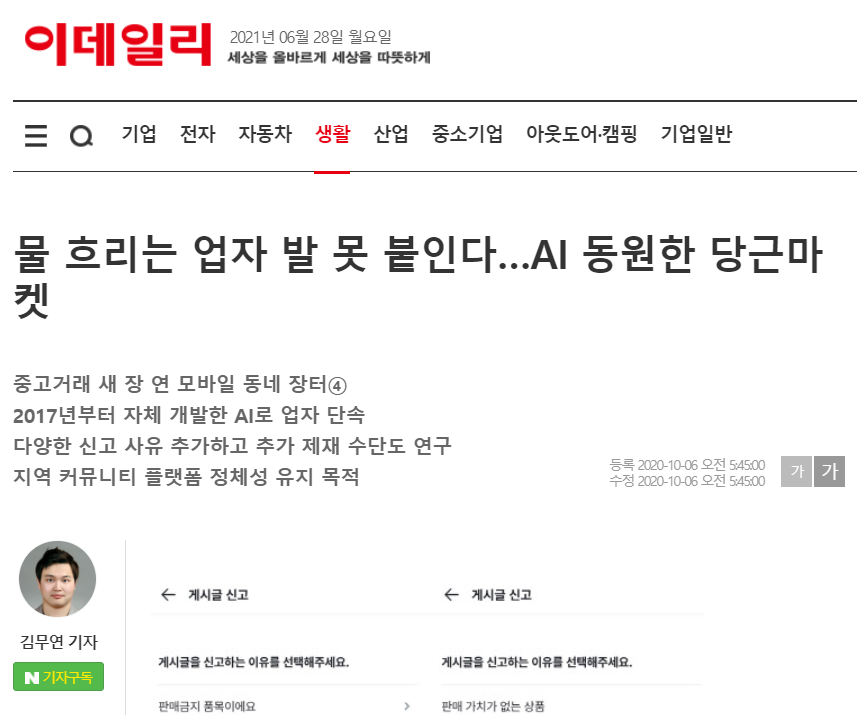 이데일리
2021년 06월 28일 월요일
세상을 올바르게 세상을 따뜻하게
기업 전자 자동차 생활 산업 중소기업 아웃도어·캠핑 기업일반
물 흐리는 업자 발 못 붙인다…AI 동원한 당근마
켓
중고거래 새 장 연 모바일 동네 장터④
2017년부터 자체 개발한 AI로 업자 단속
다양한 신고 사유 추가하고 추가 제재 수단도 연구
지역 커뮤니티 플랫폼 정체성 유지 목적
등록 2020-10-06 오전 5:45:00
수정 2020-10-06 오전 5:45:00
가 가
김무연 기자
N 기자구독
← 게시글 신고
게시글을 신고하는 이유를 선택해주세요.
판매금지 품목이에요 >
← 게시글 신고
게시글을 신고하는 이유를 선택해주세요.
판매 가치가 없는 상품